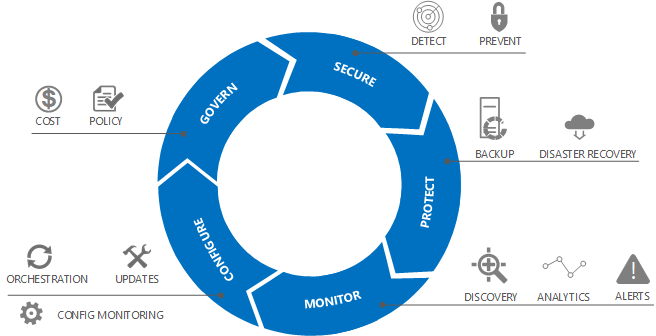 DETECT PREVENT
SECURE
GOVERN
COST POLICY
BACKUP DISASTER RECOVERY
PROTECT
CONFIGURE
ORCHESTRATION UPDATES
MONITOR
DISCOVERY ANALYTICS ALERTS
CONFIG MONITORING